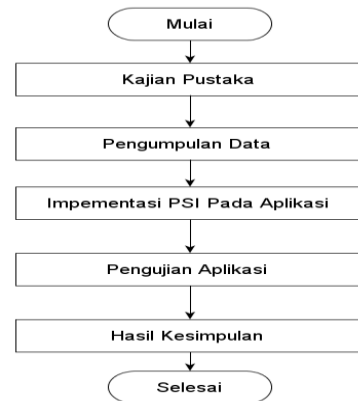 Mulai
Kajian Pustaka
Pengumpulan Data
Impementasi PSI Pada Aplikasi
Pengujian Aplikasi
Hasil Kesimpulan
Selesai